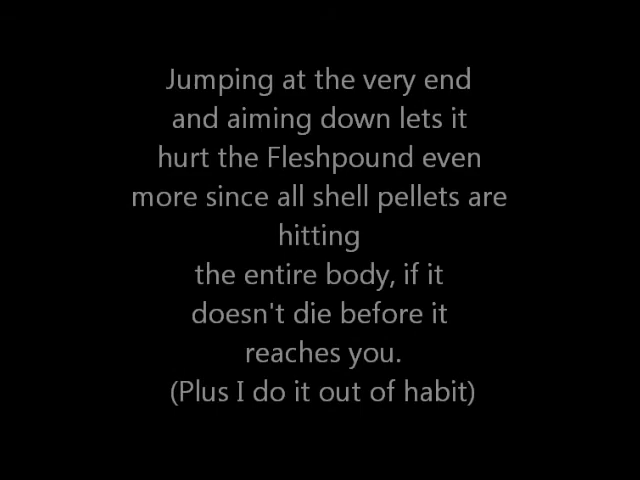 Jumping at the very end
and aiming down lets it
hurt the Fleshpound even
more since all shell pellets are
hitting
the entire body, if it
doesn't die before it
reaches you.
(Plus I do it out of habit)